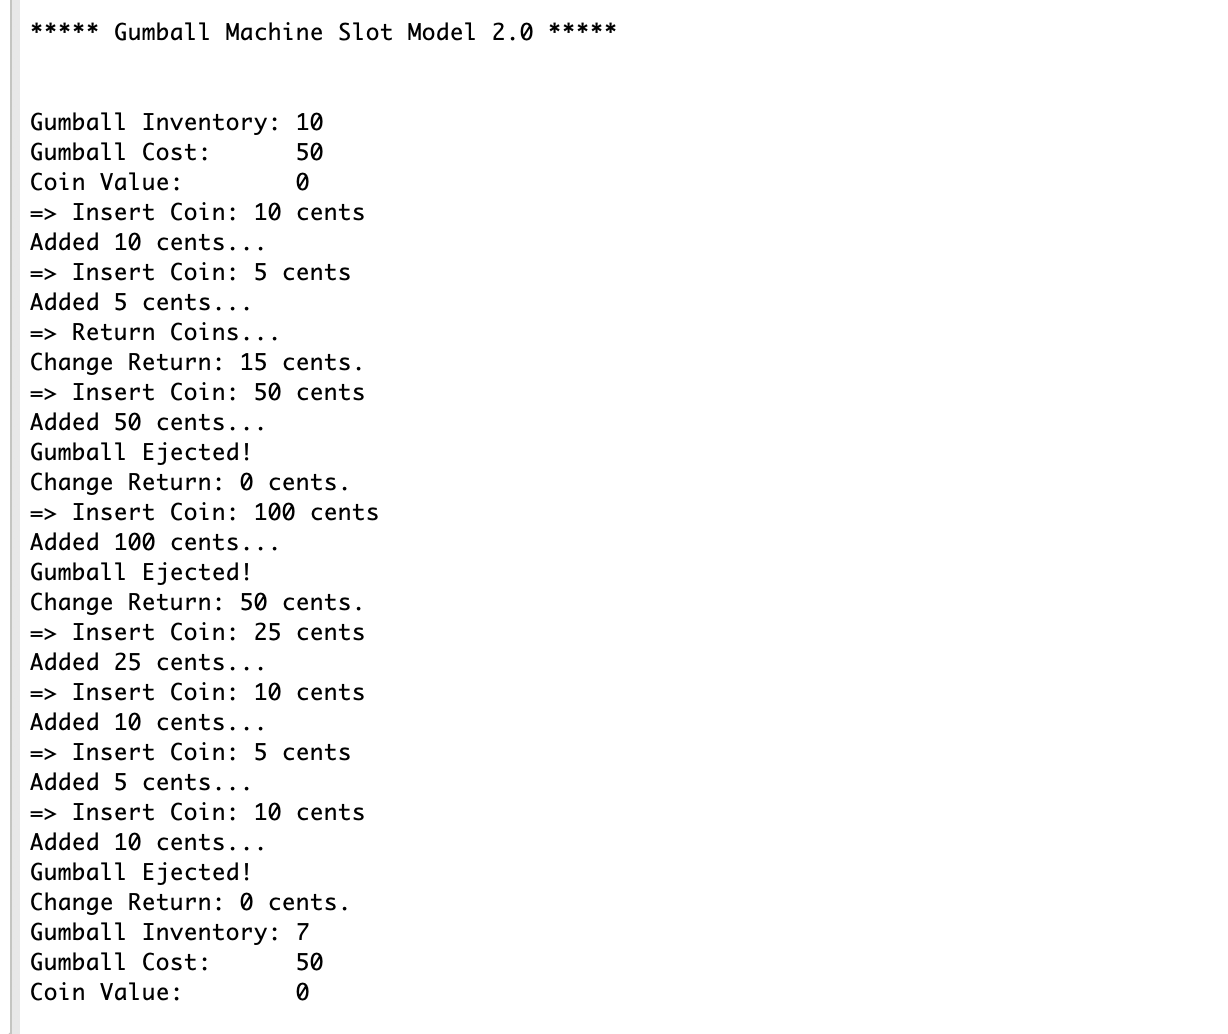 ***** Gumball Machine Slot Model 2.0 *****
Gumball Inventory: 10
Gumball Cost:      50
Coin Value:        0
=> Insert Coin: 10 cents
Added 10 cents...
=> Insert Coin: 5 cents
Added 5 cents...
=> Return Coins...
Change Return: 15 cents.
=> Insert Coin: 50 cents
Added 50 cents...
Gumball Ejected!
Change Return: 0 cents.
=> Insert Coin: 100 cents
Added 100 cents...
Gumball Ejected!
Change Return: 50 cents.
=> Insert Coin: 25 cents
Added 25 cents...
=> Insert Coin: 10 cents
Added 10 cents...
=> Insert Coin: 5 cents
Added 5 cents...
=> Insert Coin: 10 cents
Added 10 cents...
Gumball Ejected!
Change Return: 0 cents.
Gumball Inventory: 7
Gumball Cost:      50
Coin Value:        0